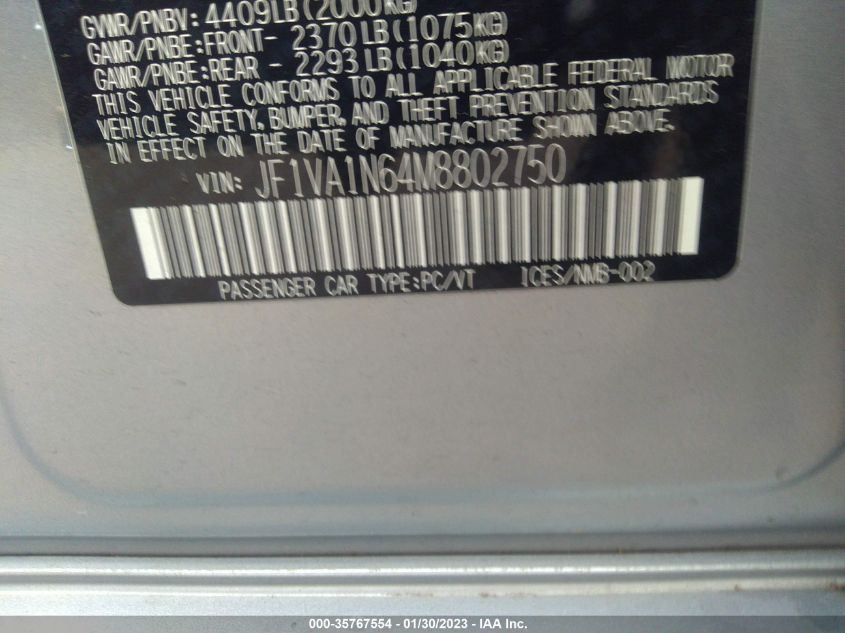 GVWR/PNBV: 4409LB(2000KG)
GAWR/PNBE:FRONT- 2370LB(1075KG)
GAWR/PNBE:REAR - 2293LB(1040KG)
THIS VEHICLE CONFORMS TO ALL APPLICABLE FEDERAL MOTOR
VEHICLE SAFETY, BUMPER, AND THEFT PREVENTION STANDARDS
IN EFFECT ON THE DATE OF MANUFACTURE SHOWN ABOVE.
VIN: JF1VA1N64M8802750
PASSENGER CAR TYPE:PC/VT ICES/NMB-002
000-35767554 / 01/30/2023 - IAA Inc.